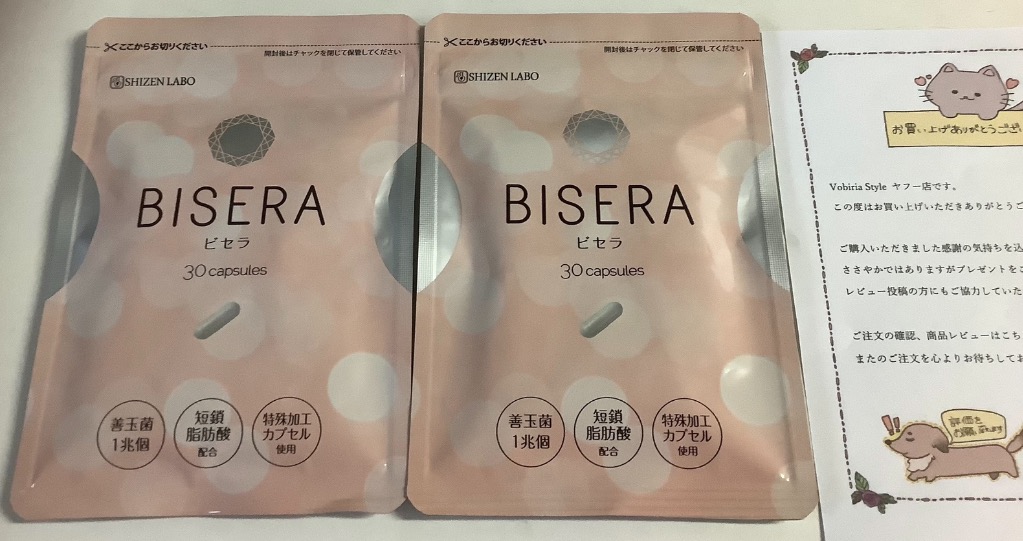 ここからお切りください
開封後はチャックを閉じて保管してください
SHIZEN LABO
BISERA
ビセラ
30 capsules
善玉菌
1兆個
短鎖
脂肪酸
配合
特殊加工
カプセル
使用
ここからお切りください
開封後はチャックを閉じて保管してください
SHIZEN LABO
BISERA
ビセラ
30 capsules
善玉菌
1兆個
短鎖
脂肪酸
配合
特殊加工
カプセル
使用
お買い上げありがとうござい
Vobiria Style ヤフー店です。
この度はお買い上げいただきありがとうご
ご購入いただきました感謝の気持ちを込
ささやかではありますがプレゼントをご
レビュー投稿の方にもご協力していた
ご注文の確認、商品レビューはこち
またのご注文を心よりお待ちしてお
評価を
お願いします